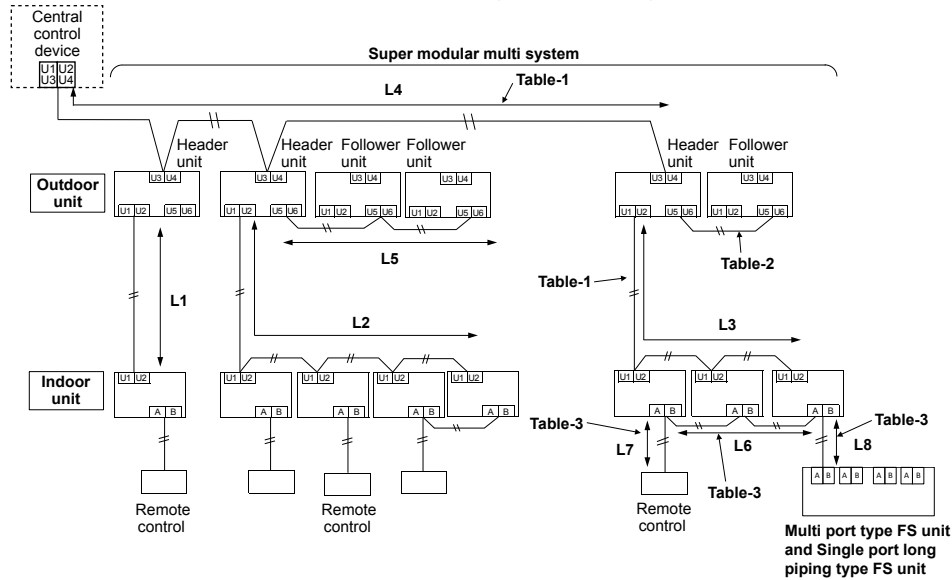 Central
control
device
U1 U2
U3 U4
Super modular multi system
L4
Table-1
Header
unit
Header
unit
Follower
unit
Follower
unit
Header
unit
Follower
unit
Outdoor
unit
U3 U4
U3 U4
U3 U4
U3 U4
U3 U4
U3 U4
U1 U2
U5 U6
U1 U2
U5 U6
U1 U2
U5 U6
U1 U2
U5 U6
U1 U2
U5 U6
U1 U2
U5 U6
L5
Table-2
Table-1
L1
L2
L3
Indoor
unit
U1 U2
U1 U2
U1 U2
U1 U2
U1 U2
U1 U2
U1 U2
U1 U2
A B
A B
A B
A B
A B
A B
A B
A B
Table-3
L7
L6
L8
Table-3
Table-3
A B A B A B A B
Remote
control
Remote
control
Remote
control
Multi port type FS unit
and Single port long
piping type FS unit